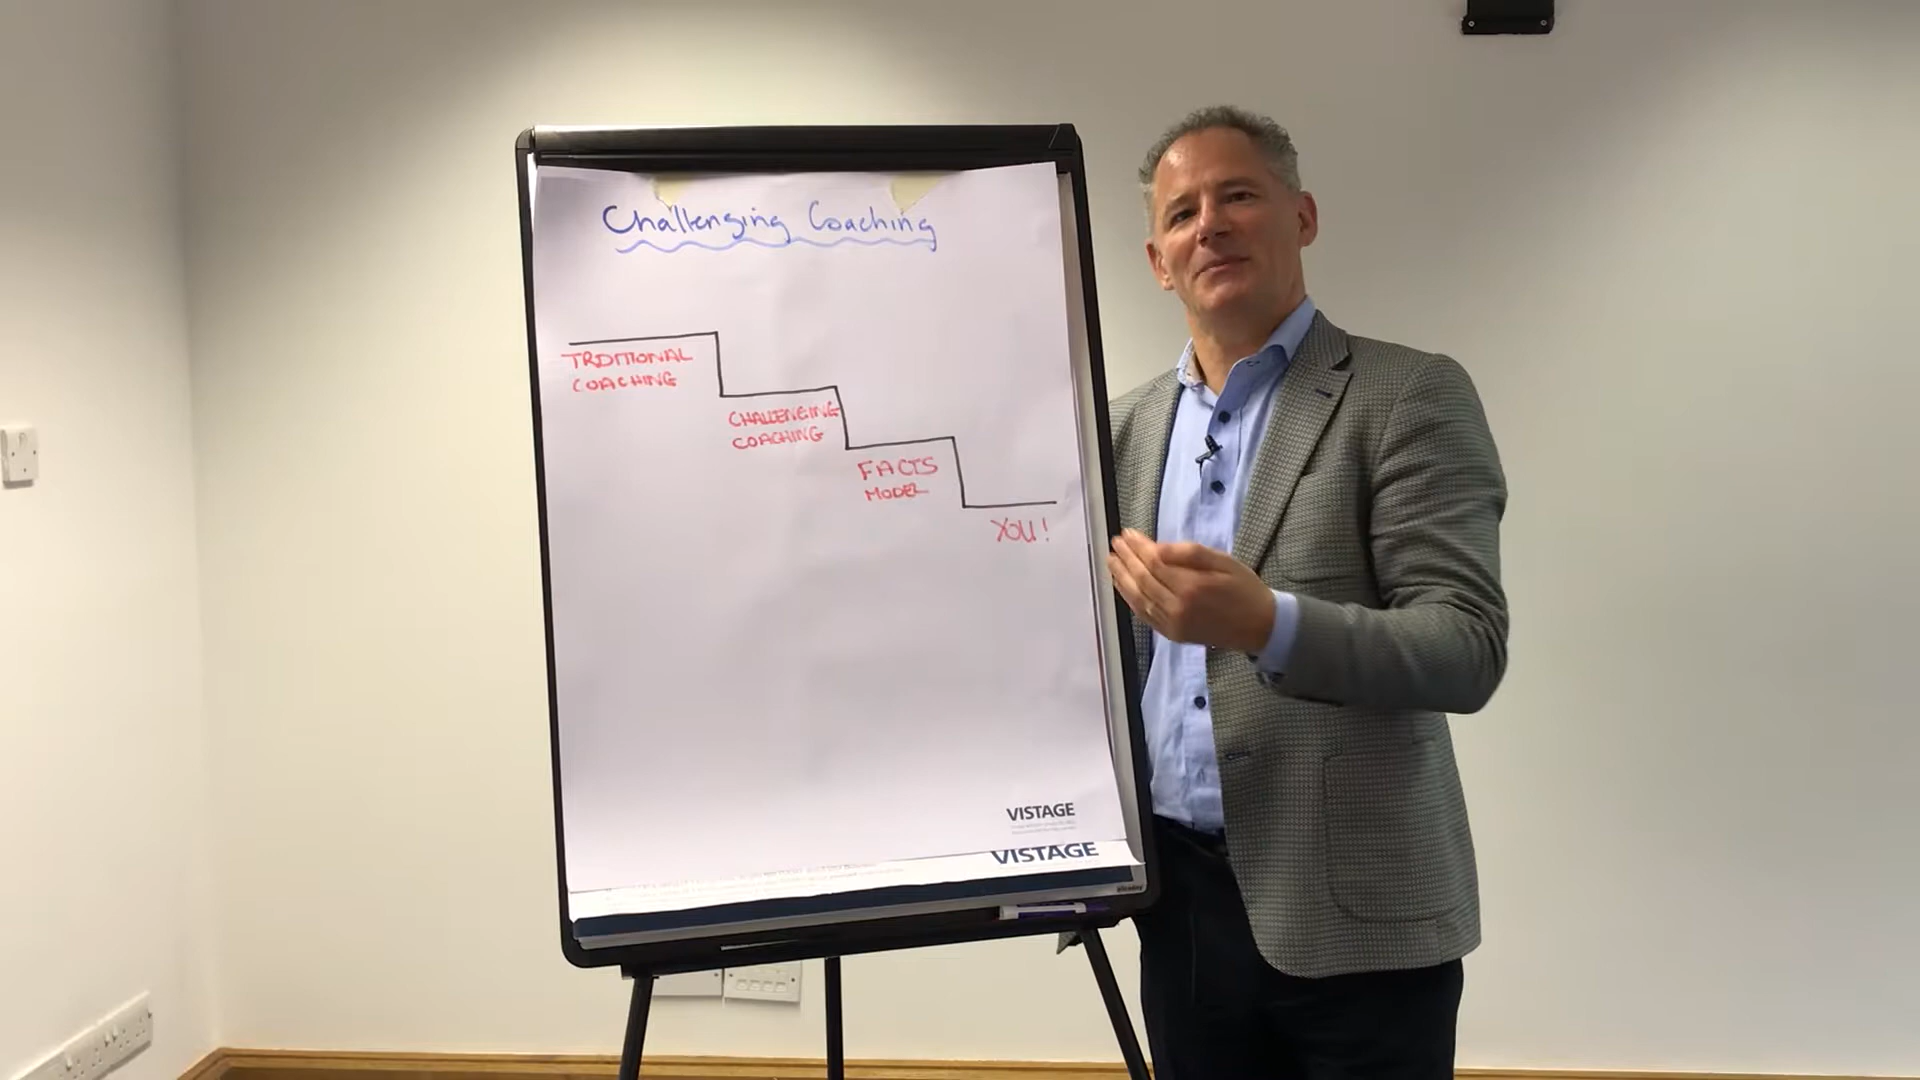 Challenging Coaching
TRDITIONAL
COACHING
CHALLENGING
COACHING
FACTS
MODEL
YOU!
VISTAGE
VISTAGE